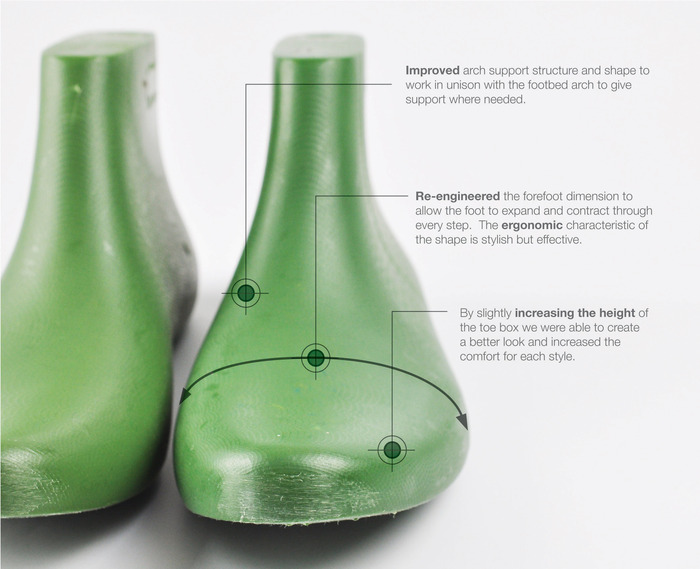 Improved arch support structure and shape to
work in unison with the footbed arch to give
support where needed.
Re-engineered the forefoot dimension to
allow the foot to expand and contract through
every step.  The ergonomic characteristic of
the shape is stylish but effective.
By slightly increasing the height of
the toe box we were able to create
a better look and increased the
comfort for each style.